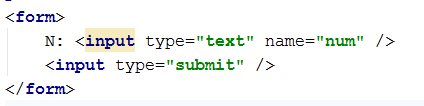 <form>
N: <input type="text" name="num" />
<input type="submit" />
</form>